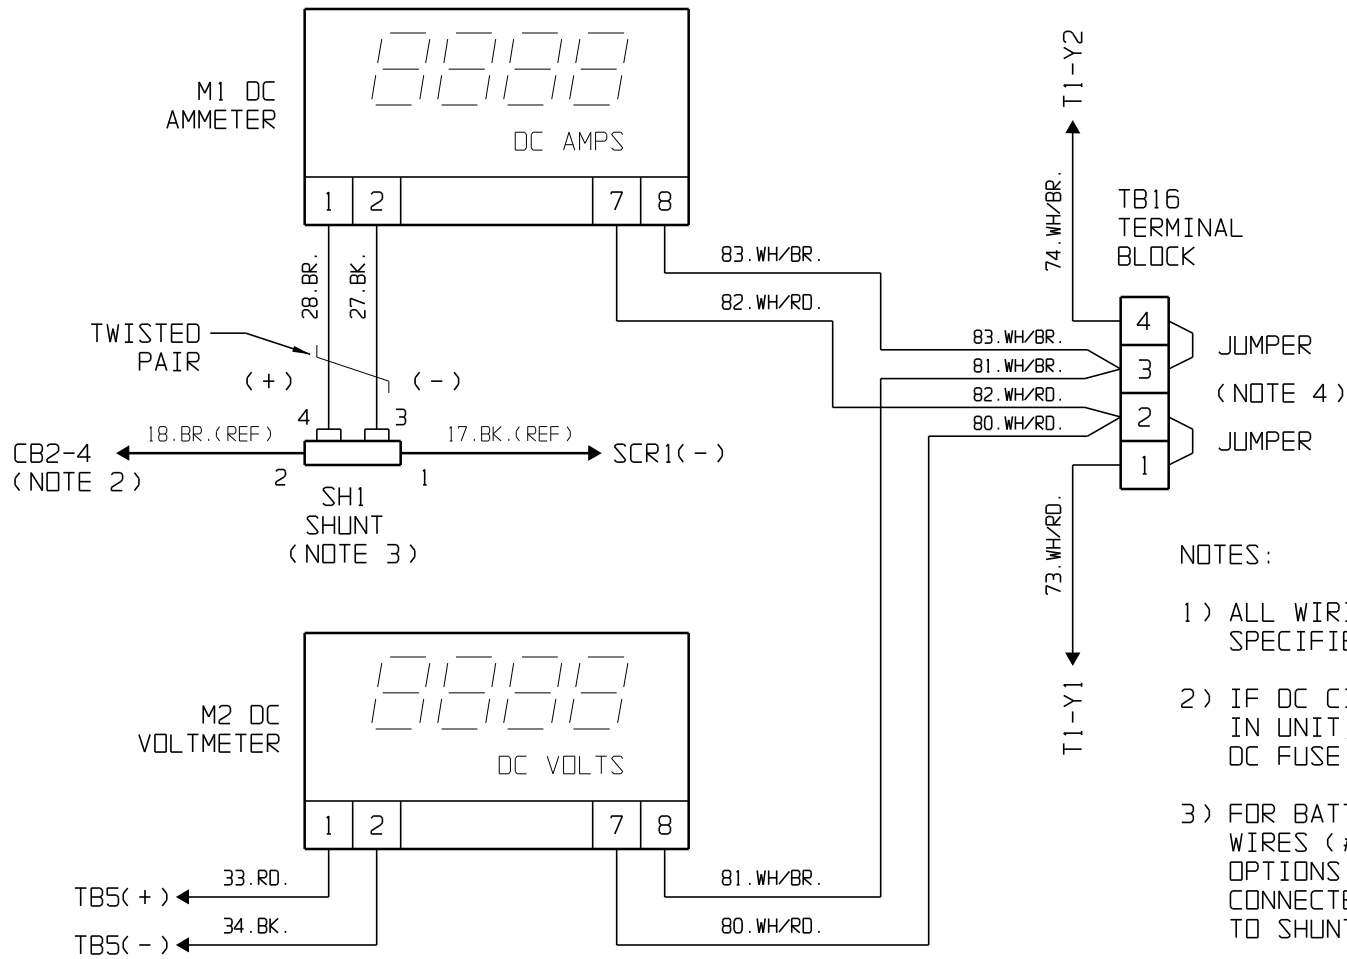 M1 DC
AMMETER
DC AMPS
1 2 7 8
28.BR.
27.BK.
83.WH/BR.
82.WH/RD.
TWISTED
PAIR
(+) (-)
4 3
18.BR.(REF) 17.BK.(REF)
CB2-4
(NOTE 2)
SCR1(-)
2 1
SH1
SHUNT
(NOTE 3)
T1-Y2
74.WH/BR.
TB16
TERMINAL
BLOCK
83.WH/BR.
81.WH/BR.
82.WH/RD.
80.WH/RD.
4
3
2
1
JUMPER
(NOTE 4)
JUMPER
73.WH/RD.
T1-Y1
M2 DC
VOLTMETER
DC VOLTS
1 2 7 8
33.RD.
TB5(+)
34.BK.
TB5(-)
81.WH/BR.
80.WH/RD.
NOTES:
1) ALL
2) IF DC
IN UNIT
DC FUSE
3) FOR
WIRES
OPTIONS
TO SHUNT